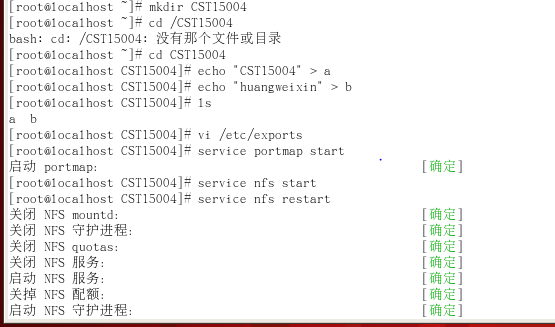 [root@localhost ~]# mkdir CST15004
[root@localhost ~]# cd /CST15004
bash: cd: /CST15004: 没有那个文件或目录
[root@localhost ~]# cd CST15004
[root@localhost CST15004]# echo "CST15004" > a
[root@localhost CST15004]# echo "huangweixin" > b
[root@localhost CST15004]# ls
a  b
[root@localhost CST15004]# vi /etc/exports
[root@localhost CST15004]# service portmap start
启动 portmap: [确定]
[root@localhost CST15004]# service nfs start
[root@localhost CST15004]# service nfs restart
关闭 NFS mountd: [确定]
关闭 NFS 守护进程: [确定]
关闭 NFS quotas: [确定]
关闭 NFS 服务: [确定]
启动 NFS 服务: [确定]
关掉 NFS 配额: [确定]
启动 NFS 守护进程: [确定]